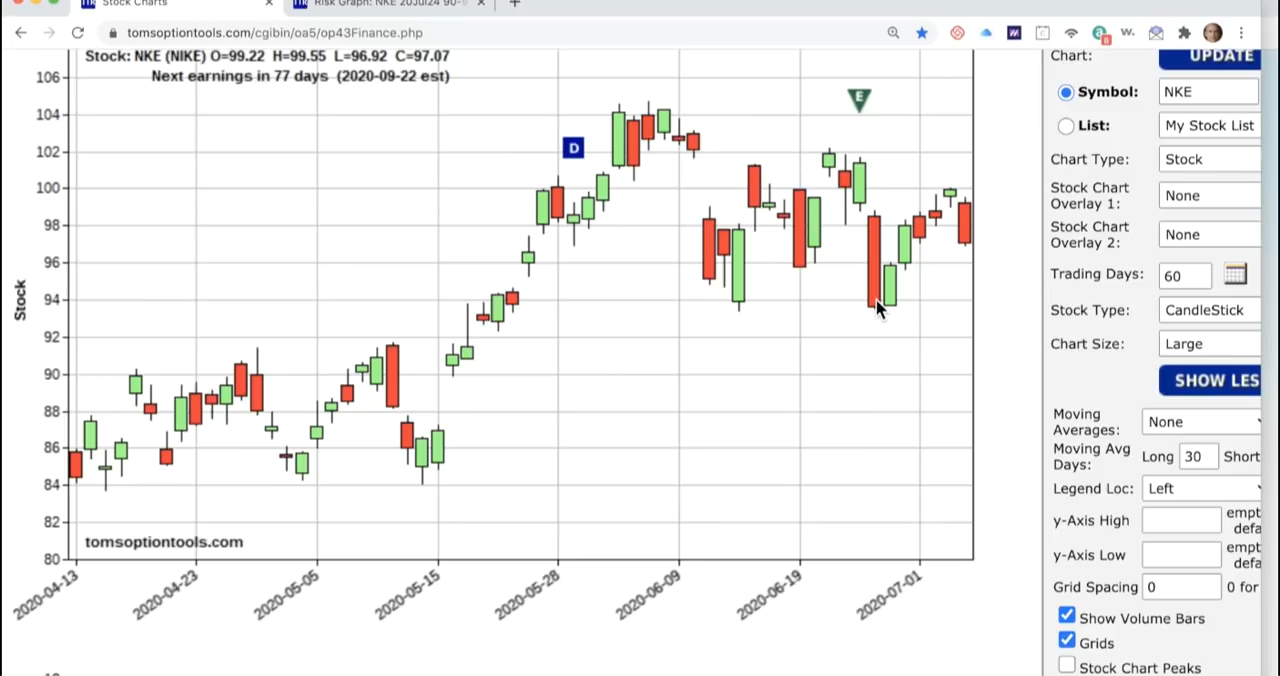 Stock Charts
Risk Graph: NKE 20Jul24 90-
tomsoptiontools.com/cgibin/oa5/op43Finance.php
W.
8
Stock: NKE (NIKE) O=99.22 H=99.55 L=96.92 C=97.07
Next earnings in 77 days (2020-09-22 est)
106
104
102
100
98
96
94
92
90
88
86
84
82
80
Stock
D
E
tomsoptiontools.com
2020-04-13
2020-04-23
2020-05-05
2020-05-15
2020-05-28
2020-06-09
2020-06-19
2020-07-01
Chart:
UPDATE
Symbol:
NKE
List:
My Stock List
Chart Type:
Stock
Stock Chart
Overlay 1:
None
Stock Chart
Overlay 2:
None
Trading Days:
60
Stock Type:
CandleStick
Chart Size:
Large
SHOW LES
Moving
Averages:
None
Moving Avg
Days:
Long
30
Short
Legend Loc:
Left
y-Axis High
empt
defa
y-Axis Low
empt
defa
Grid Spacing
0
0 for
Show Volume Bars
Grids
Stock Chart Peaks